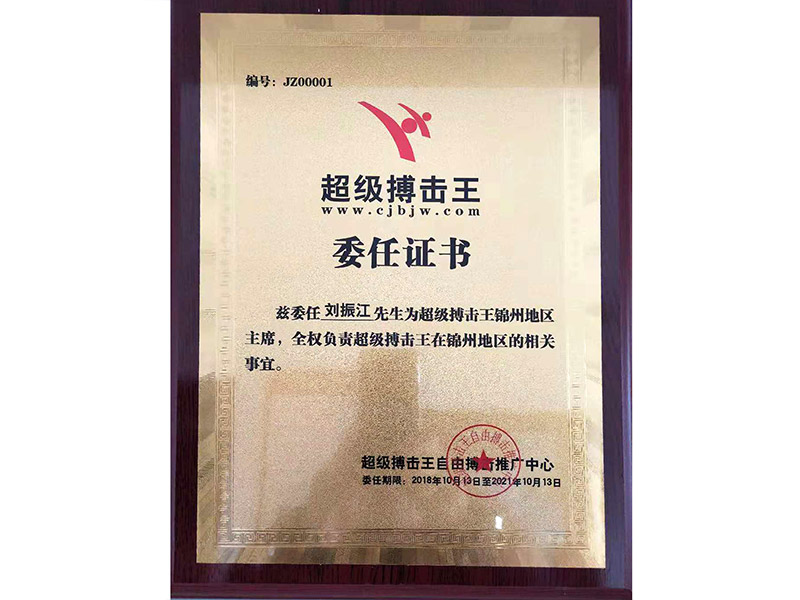 编号：JZ00001
超级搏击王
www.cjbjw.com
委任证书
兹委任刘振江先生为超级搏击王锦州地区
主席，全权负责超级搏击王在锦州地区的相关
事宜。
超级搏击王自由搏击推广中心
委任期限：2018年10月13日至2021年10月13日